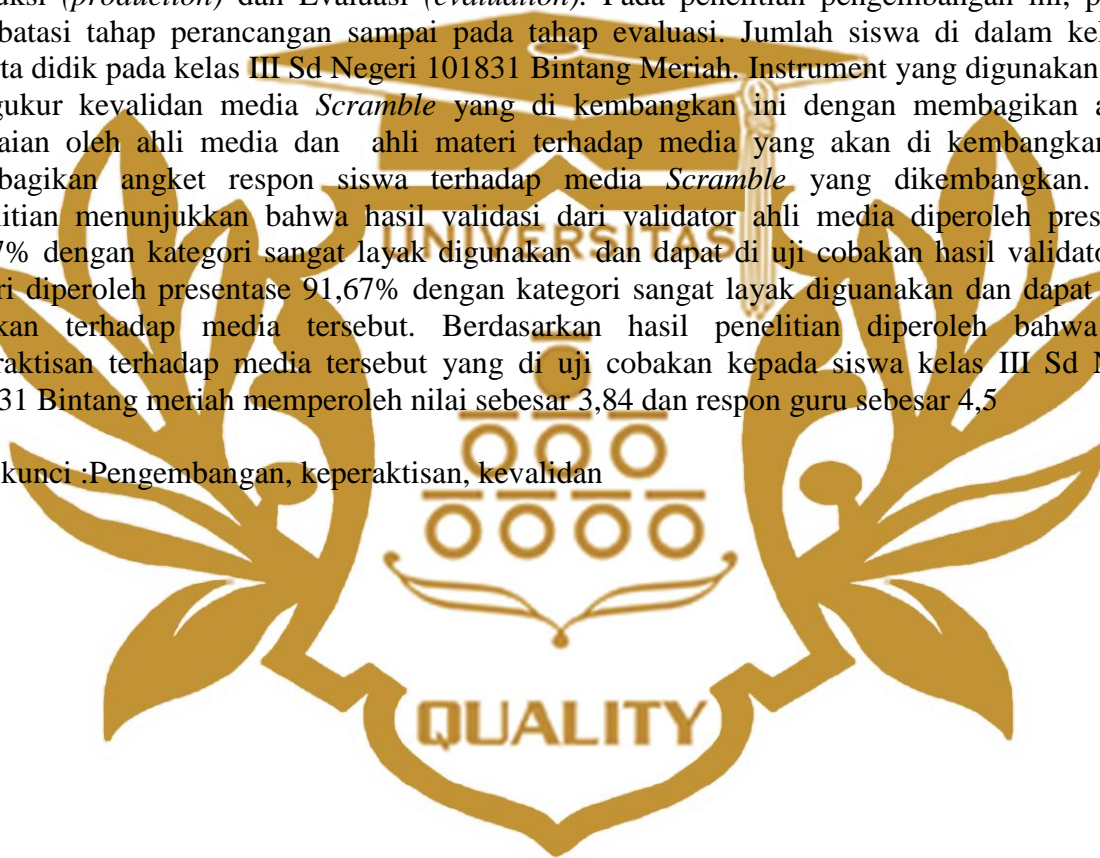 ksi (production) dan Evaluasi (evaluation). Pada penelitian pengembangan ini, p
batasi tahap perancangan sampai pada tahap evaluasi. Jumlah siswa di dalam kel
ta didik pada kelas III Sd Negeri 101831 Bintang Meriah. Instrument yang digunakan
gukur kevalidan media Scramble yang di kembangkan ini dengan membagikan a
aian oleh ahli media dan ahli materi terhadap media yang akan di kembangkan
bagikan angket respon siswa terhadap media Scramble yang dikembangkan.
litian menunjukkan bahwa hasil validasi dari validator ahli media diperoleh pres
7% dengan kategori sangat layak digunakan dan dapat di uji cobakan hasil validato
ri diperoleh presentase 91,67% dengan kategori sangat layak diguanakan dan dapat
kan terhadap media tersebut. Berdasarkan hasil penelitian diperoleh bahwa
raktisan terhadap media tersebut yang di uji cobakan kepada siswa kelas III Sd N
31 Bintang meriah memperoleh nilai sebesar 3,84 dan respon guru sebesar 4,5
kunci :Pengembangan, keperaktisan, kevalidan
UNIVERSITAS
QUALITY